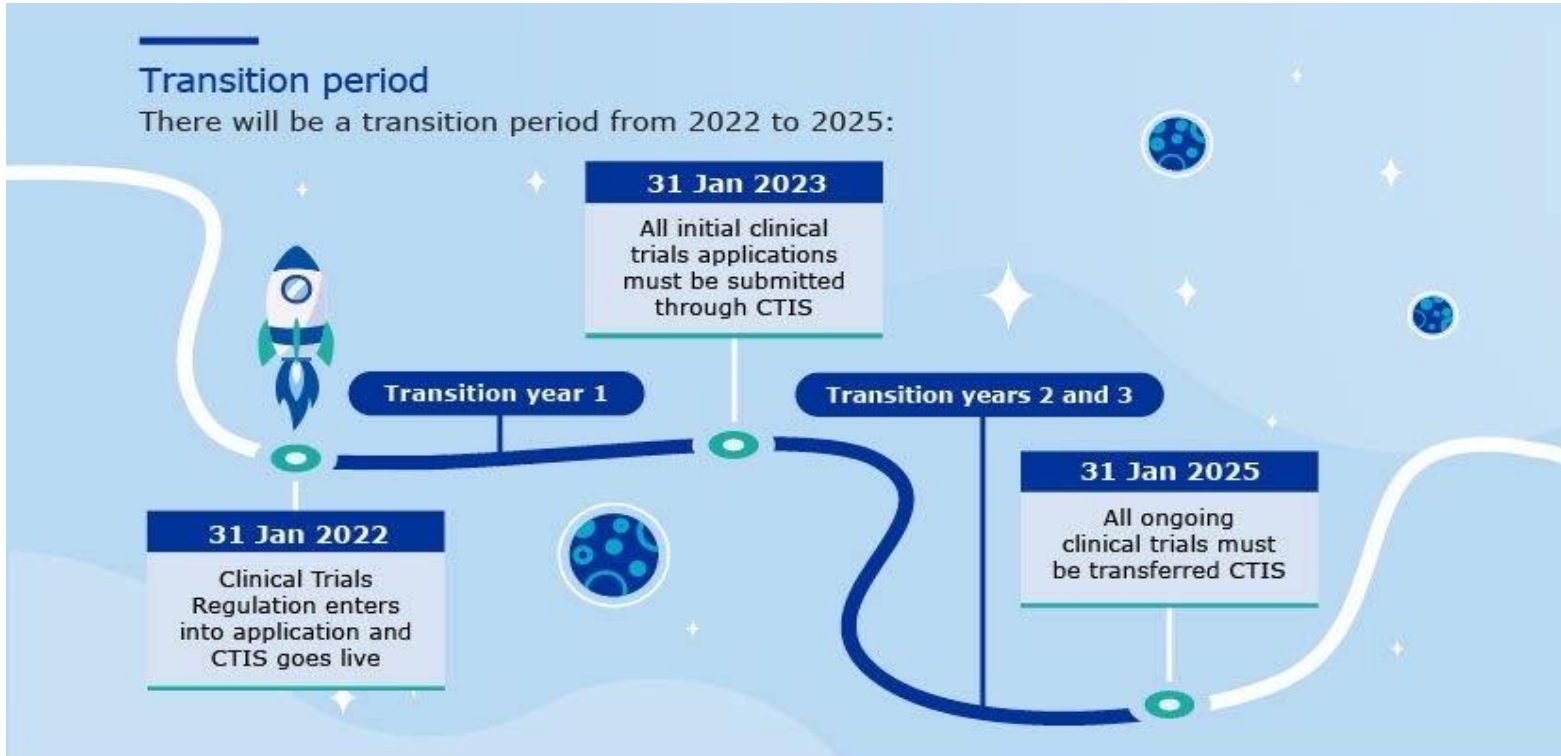 Transition period
There will be a transition period from 2022 to 2025:
31 Jan 2023
All initial clinical
trials applications
must be submitted
through CTIS
Transition year 1
Transition years 2 and 3
31 Jan 2022
Clinical Trials
Regulation enters
into application and
CTIS goes live
31 Jan 2025
All ongoing
clinical trials must
be transferred CTIS